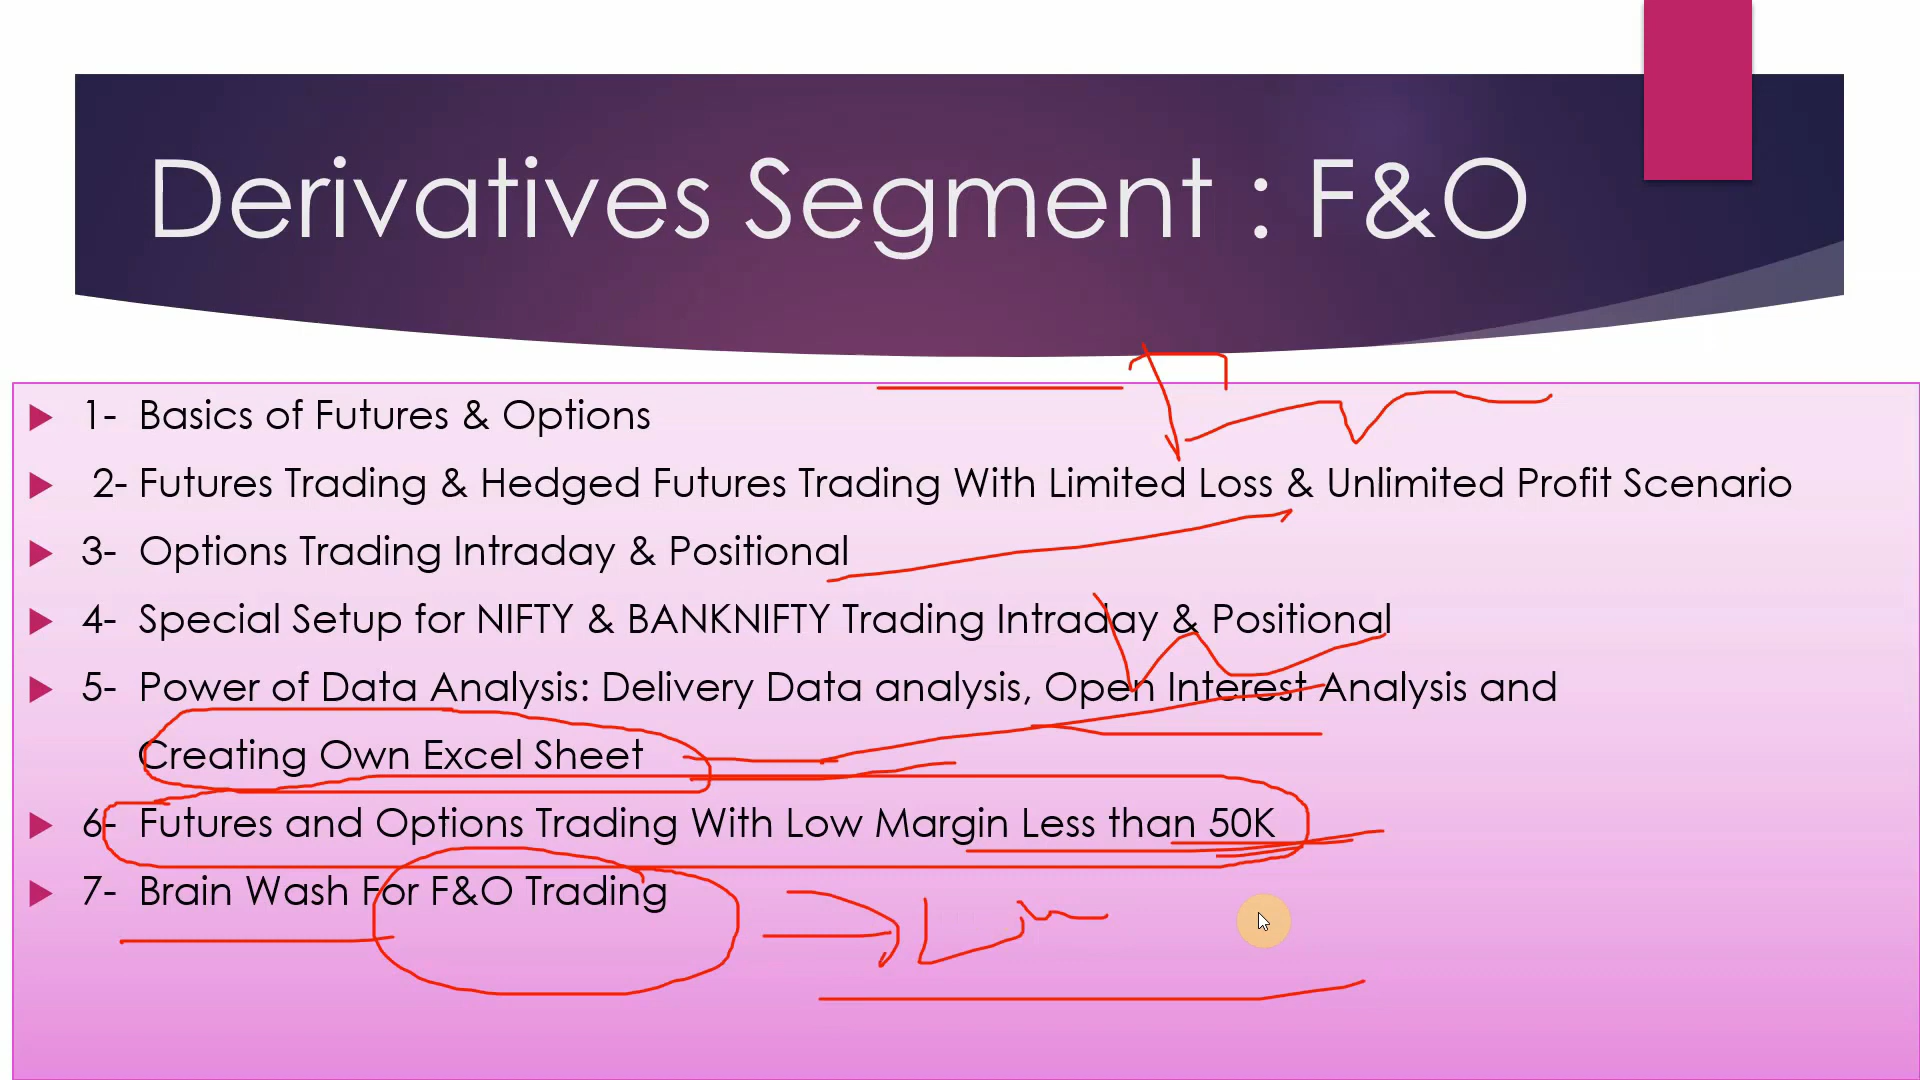 Derivatives Segment : F&O
1- Basics of Futures & Options
2- Futures Trading & Hedged Futures Trading With Limited Loss & Unlimited Profit Scenario
3- Options Trading Intraday & Positional
4- Special Setup for NIFTY & BANKNIFTY Trading Intraday & Positional
5- Power of Data Analysis: Delivery Data analysis, Open Interest Analysis and
Creating Own Excel Sheet
6- Futures and Options Trading With Low Margin Less than 50K
7- Brain Wash For F&O Trading